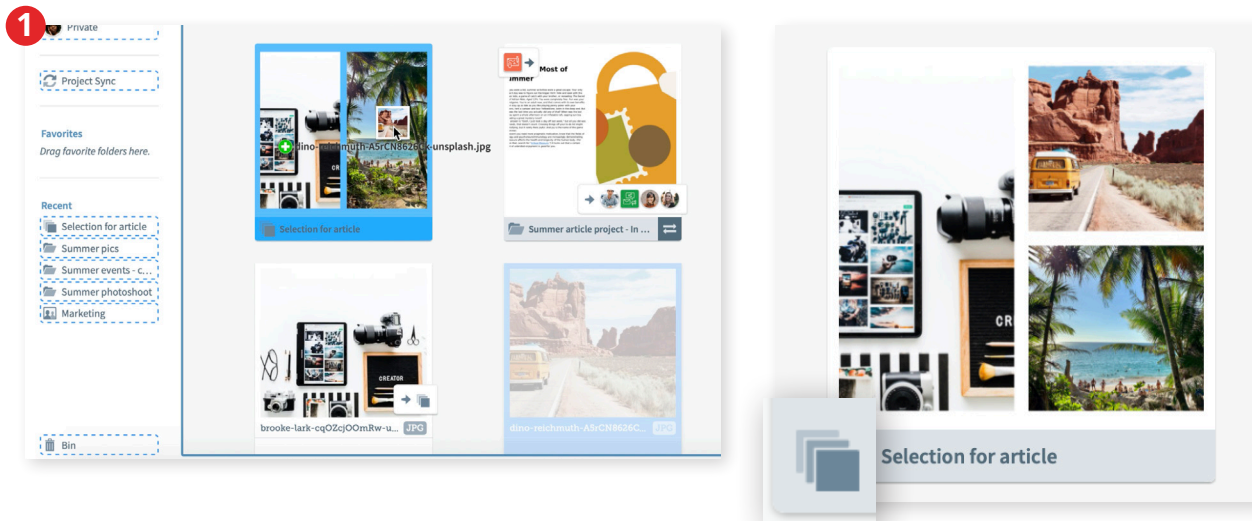 1
Private
Project Sync
Favorites
Drag favorite folders here.
Recent
Selection for article
Summer pics
Summer events - c...
Summer photoshoot
Marketing
Bin
CR
dino-reichmuth-A5rCN8626Ck-unsplash.jpg
Selection for article
Most of
mmer
Summer article project - In ...
CREATOR
brooke-lark-cqOZcjOOmRw-u... JPG
dino-reichmuth-A5rCN8626C... JPG
CR
Selection for article